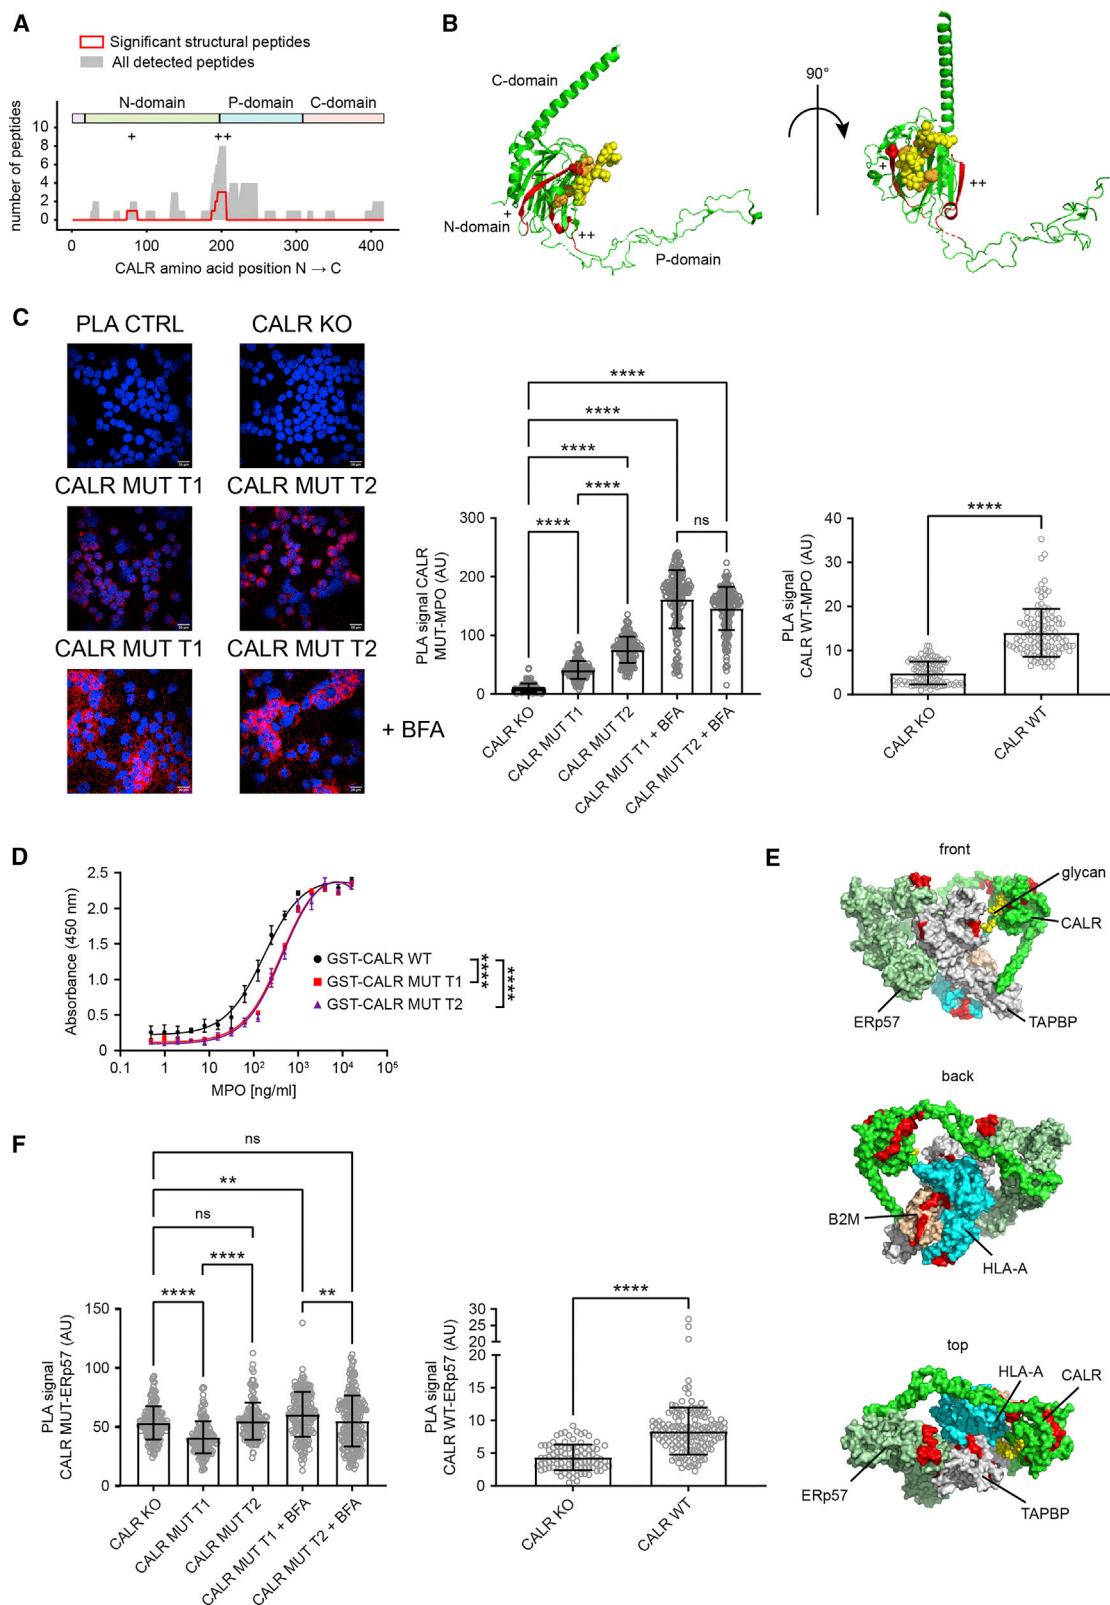 A
Significant structural peptides
All detected peptides
N-domain
P-domain
C-domain
+
++
number of peptides
10
8
6
4
2
0
0
100
200
300
400
CALR amino acid position N → C
B
C-domain
N-domain
+
++
P-domain
90°
+
++
C
PLA CTRL
CALR KO
CALR MUT T1
CALR MUT T2
CALR MUT T1
CALR MUT T2
+ BFA
PLA signal CALR
MUT-MPO (AU)
300
200
100
0
****
****
****
****
****
ns
CALR KO
CALR MUT T1
CALR MUT T2
CALR MUT T1 + BFA
CALR MUT T2 + BFA
PLA signal
CALR WT-MPO (AU)
40
30
20
10
0
****
CALR KO
CALR WT
D
Absorbance (450 nm)
2.5
2.0
1.5
1.0
0.5
0
0.1
1
10
10²
10³
10⁴
10⁵
MPO [ng/ml]
GST-CALR WT
GST-CALR MUT T1
GST-CALR MUT T2
****
****
E
front
glycan
CALR
ERp57
TAPBP
back
B2M
HLA-A
top
HLA-A
CALR
ERp57
TAPBP
F
PLA signal
CALR MUT-ERp57 (AU)
150
100
50
0
ns
**
ns
****
****
**
CALR KO
CALR MUT T1
CALR MUT T2
CALR MUT T1 + BFA
CALR MUT T2 + BFA
PLA signal
CALR WT-ERp57 (AU)
30
25
20
20
15
10
5
0
****
CALR KO
CALR WT